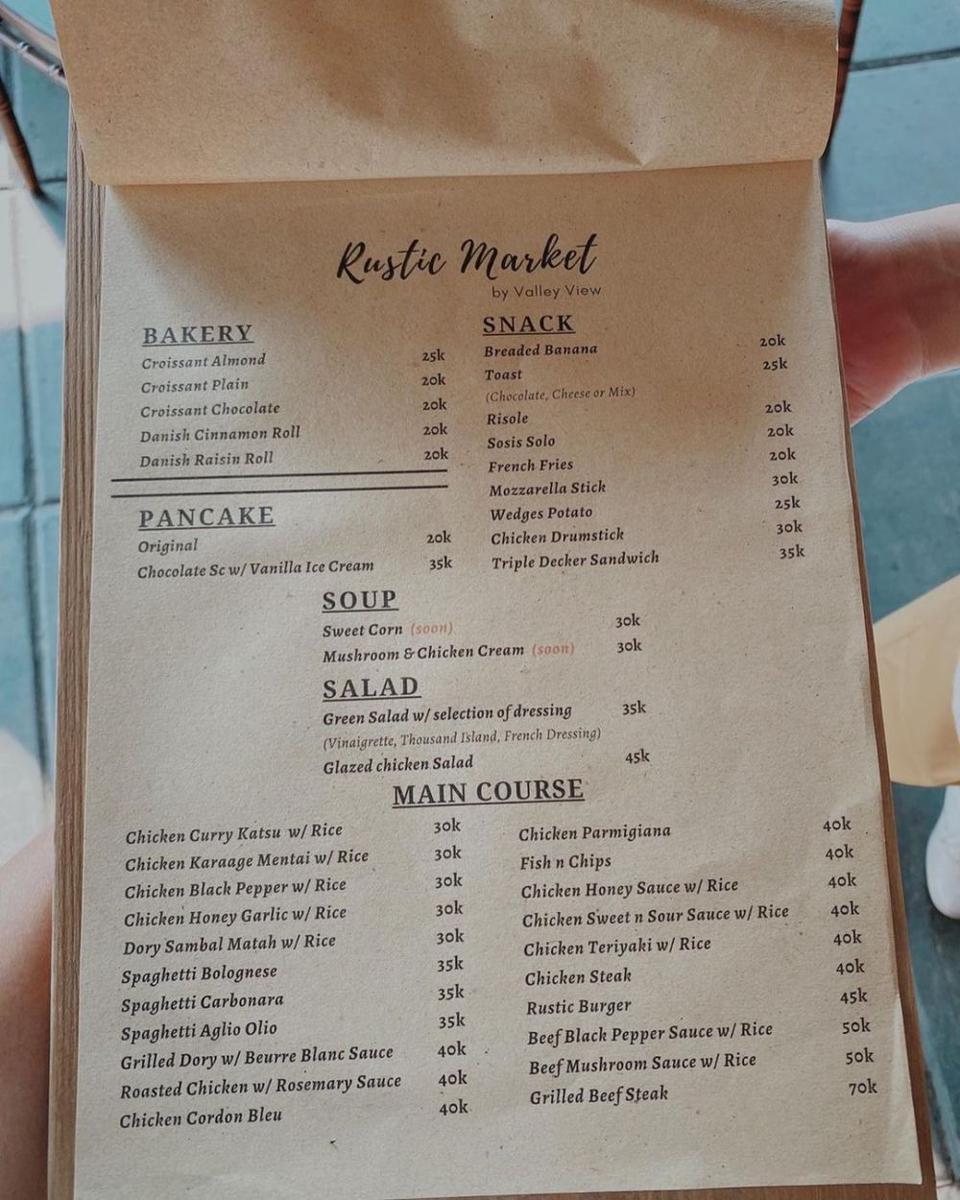 Rustic Market
by Valley View
BAKERY
Croissant Almond 25k
Croissant Plain 20k
Croissant Chocolate 20k
Danish Cinnamon Roll 20k
Danish Raisin Roll 20k
PANCAKE
Original 20k
Chocolate Sc w/ Vanilla Ice Cream 35k
SNACK
Breaded Banana 20k
Toast 25k
(Chocolate, Cheese or Mix)
Risole 20k
Sosis Solo 20k
French Fries 20k
Mozzarella Stick 30k
Wedges Potato 25k
Chicken Drumstick 30k
Triple Decker Sandwich 35k
SOUP
Sweet Corn (soon) 30k
Mushroom & Chicken Cream (soon) 30k
SALAD
Green Salad w/ selection of dressing 35k
(Vinaigrette, Thousand Island, French Dressing)
Glazed chicken Salad 45k
MAIN COURSE
Chicken Curry Katsu w/ Rice 30k
Chicken Karaage Mentai w/ Rice 30k
Chicken Black Pepper w/ Rice 30k
Chicken Honey Garlic w/ Rice 30k
Dory Sambal Matah w/ Rice 30k
Spaghetti Bolognese 35k
Spaghetti Carbonara 35k
Spaghetti Aglio Olio 35k
Grilled Dory w/ Beurre Blanc Sauce 40k
Roasted Chicken w/ Rosemary Sauce 40k
Chicken Cordon Bleu 40k
Chicken Parmigiana 40k
Fish n Chips 40k
Chicken Honey Sauce w/ Rice 40k
Chicken Sweet n Sour Sauce w/ Rice 40k
Chicken Teriyaki w/ Rice 40k
Chicken Steak 40k
Rustic Burger 45k
Beef Black Pepper Sauce w/ Rice 50k
Beef Mushroom Sauce w/ Rice 50k
Grilled Beef Steak 70k